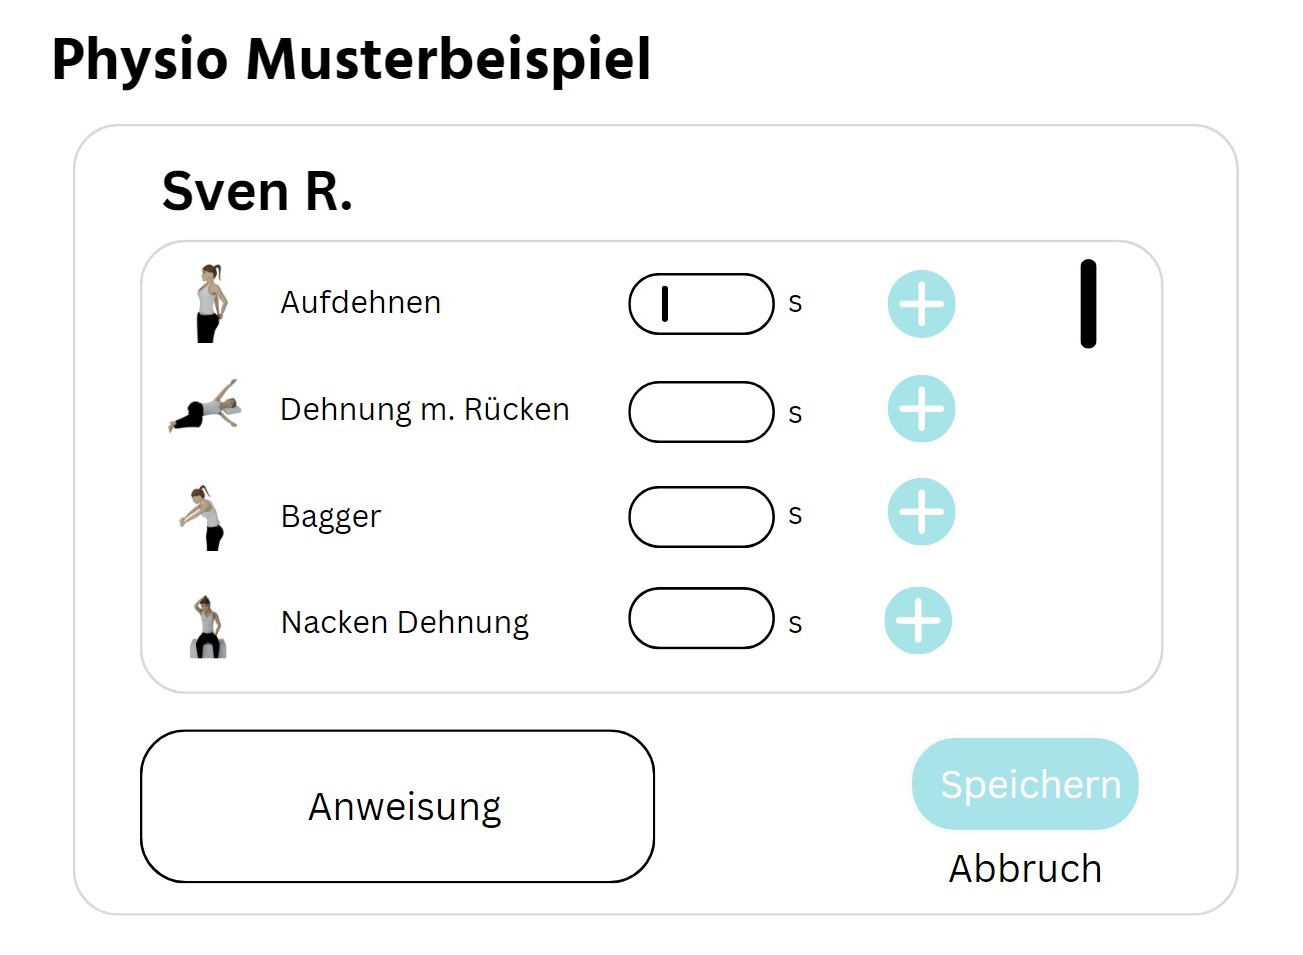 Physio Musterbeispiel
Sven R.
Aufdehnen s
Dehnung m. Rücken s
Bagger s
Nacken Dehnung s
Anweisung
Speichern
Abbruch